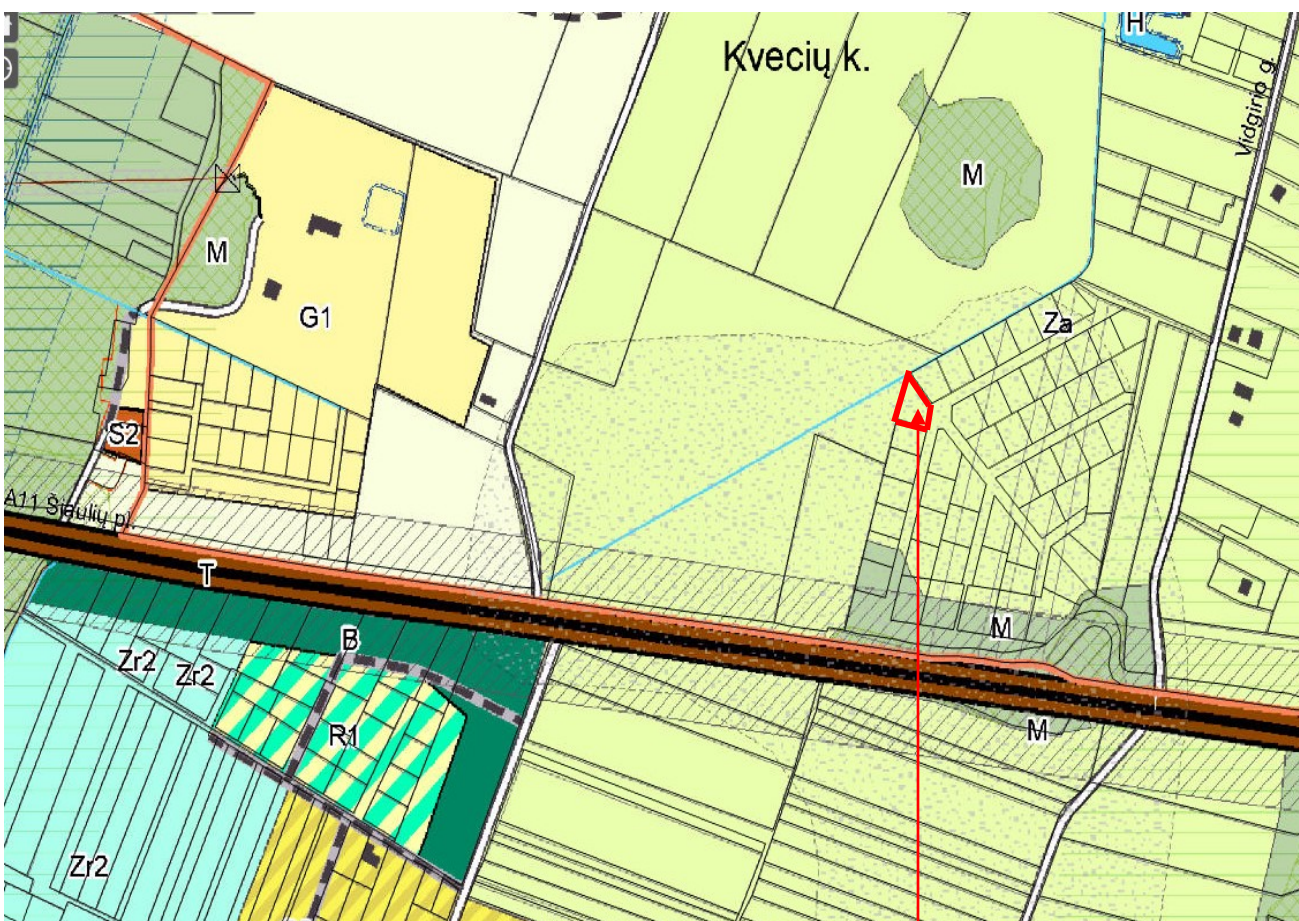 H
Kvecių k.
Vidgirio g.
M
M
G1
Za
S2
A11 Šiaulių pl.
T
M
B
Zr2
Zr2
M
R1
Zr2